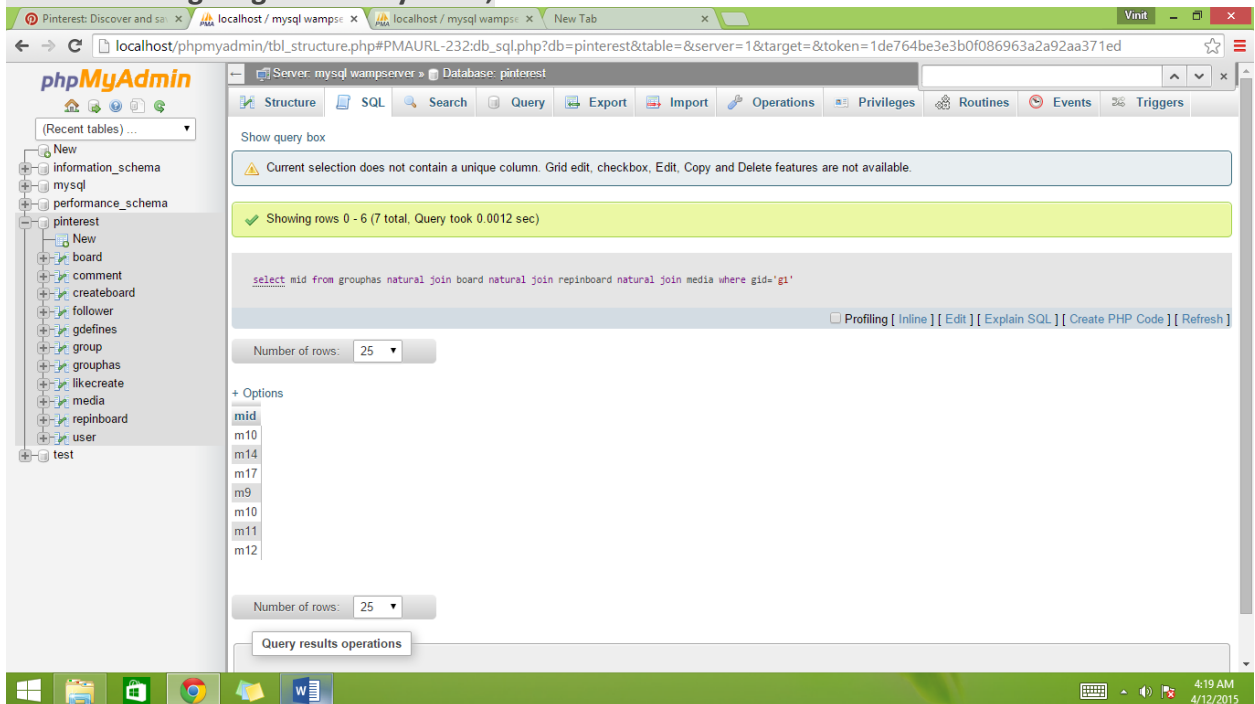 Pinterest: Discover and sav × localhost / mysql wampse × localhost / mysql wampse × New Tab × Vinit
localhost/phpmyadmin/tbl_structure.php#PMAURL-232:db_sql.php?db=pinterest&table=&server=1&target=&token=1de764be3e3b0f086963a2a92aa371ed
phpMyAdmin
(Recent tables) ...
New
information_schema
mysql
performance_schema
pinterest
New
board
comment
createboard
follower
gdefines
group
grouphas
likecreate
media
repinboard
user
test
Server: mysql wampserver » Database: pinterest
Structure SQL Search Query Export Import Operations Privileges Routines Events Triggers
Show query box
Current selection does not contain a unique column. Grid edit, checkbox, Edit, Copy and Delete features are not available.
Showing rows 0 - 6 (7 total, Query took 0.0012 sec)
select mid from grouphas natural join board natural join repinboard natural join media where gid='g1'
Profiling [ Inline ] [ Edit ] [ Explain SQL ] [ Create PHP Code ] [ Refresh ]
Number of rows: 25
+ Options
mid
m10
m14
m17
m9
m10
m11
m12
Number of rows: 25
Query results operations
4:19 AM
4/12/2015